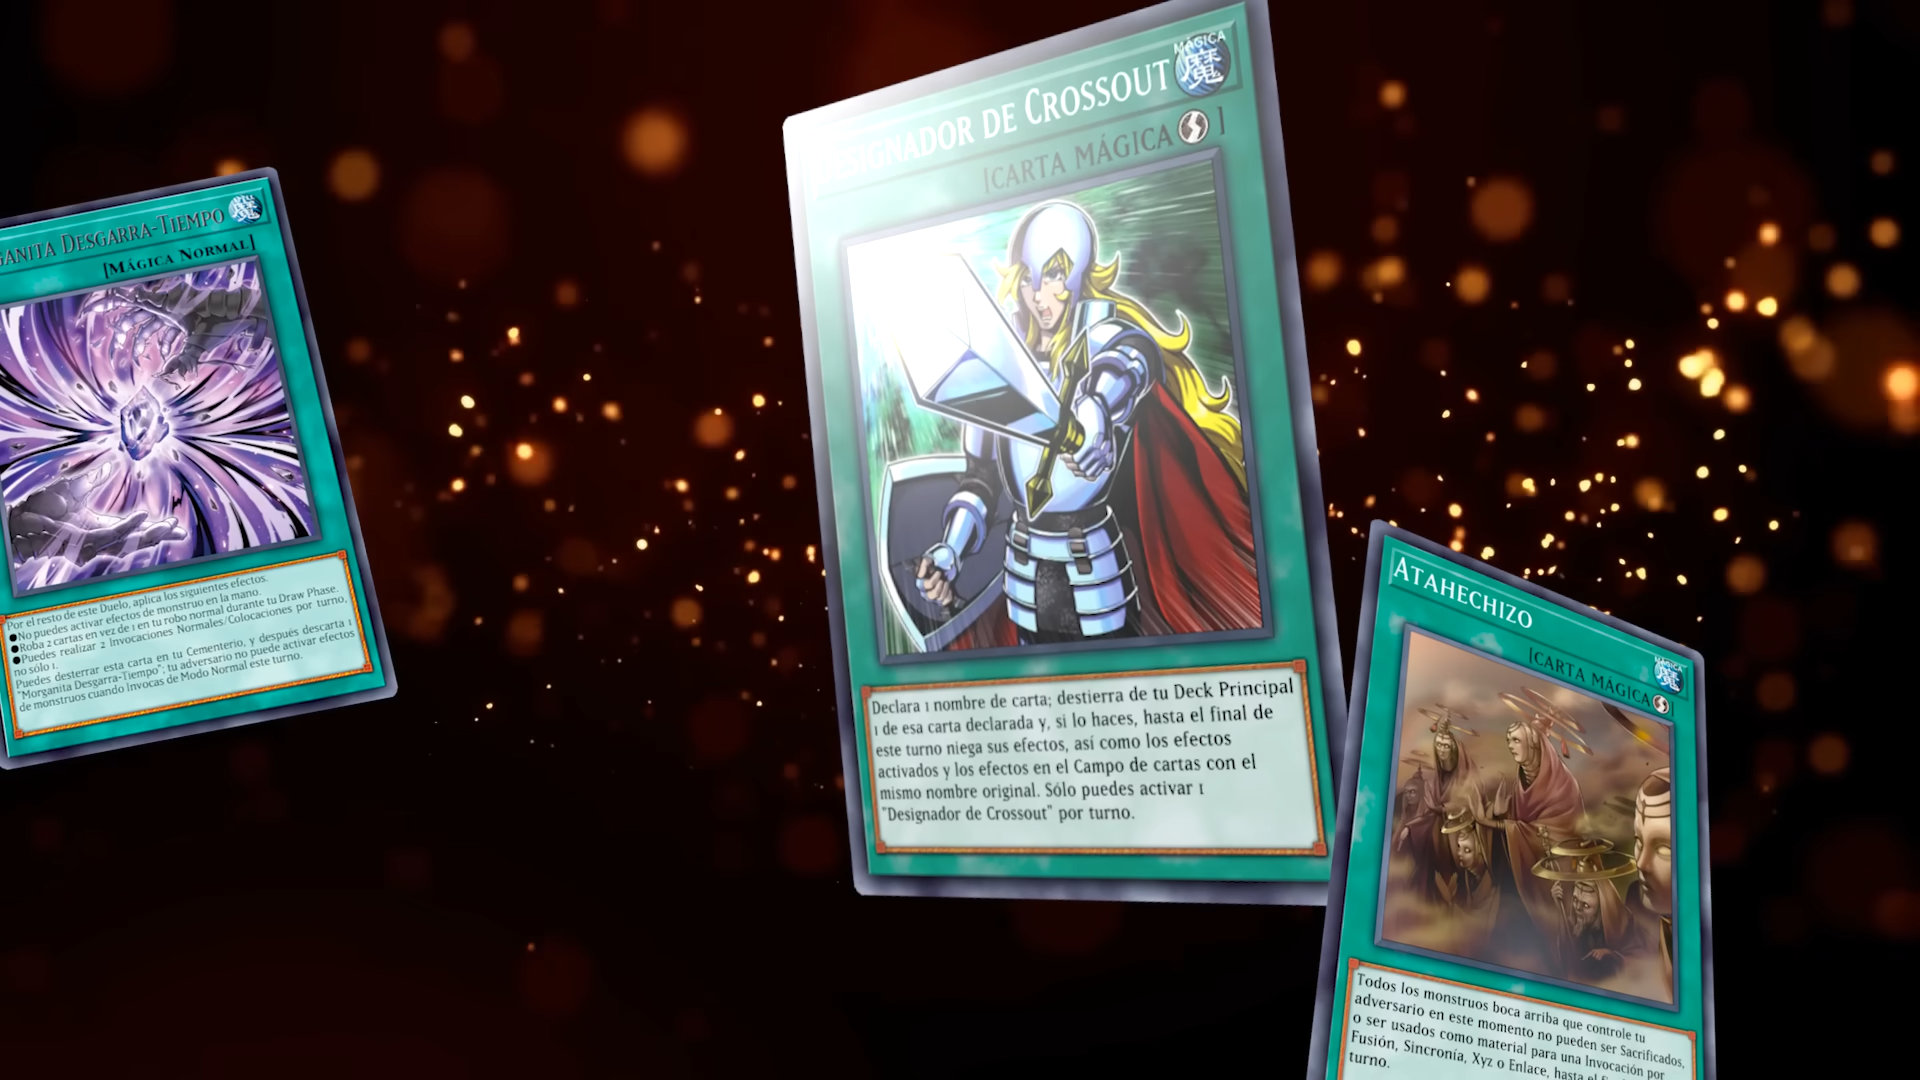 GANITA DESGARRA-TIEMPO
[MÁGICA NORMAL]
Por el resto de este Duelo, aplica los siguientes efectos.
●No puedes activar efectos de monstruo en la mano.
●Roba 2 cartas en vez de 1 en tu robo normal durante tu Draw Phase.
●Puedes realizar 2 Invocaciones Normales/Colocaciones por turno,
no sólo 1.
Puedes desterrar esta carta en tu Cementerio, y después descarta 1
"Morganita Desgarra-Tiempo"; tu adversario no puede activar efectos
de monstruos cuando Invocas de Modo Normal este turno.
MÁGICA
魔
SIGNADOR DE CROSSOUT
[CARTA MÁGICA ]
Declara 1 nombre de carta; destierra de tu Deck Principal
1 de esa carta declarada y, si lo haces, hasta el final de
este turno niega sus efectos, así como los efectos
activados y los efectos en el Campo de cartas con el
mismo nombre original. Sólo puedes activar 1
"Designador de Crossout" por turno.
ATAHECHIZO
MÁGICA
魔
[CARTA MÁGICA ]
Todos los monstruos boca arriba que controle tu
adversario en este momento no pueden ser Sacrificados,
o ser usados como material para una Invocación por
Fusión, Sincronía, Xyz o Enlace, hasta el
turno.